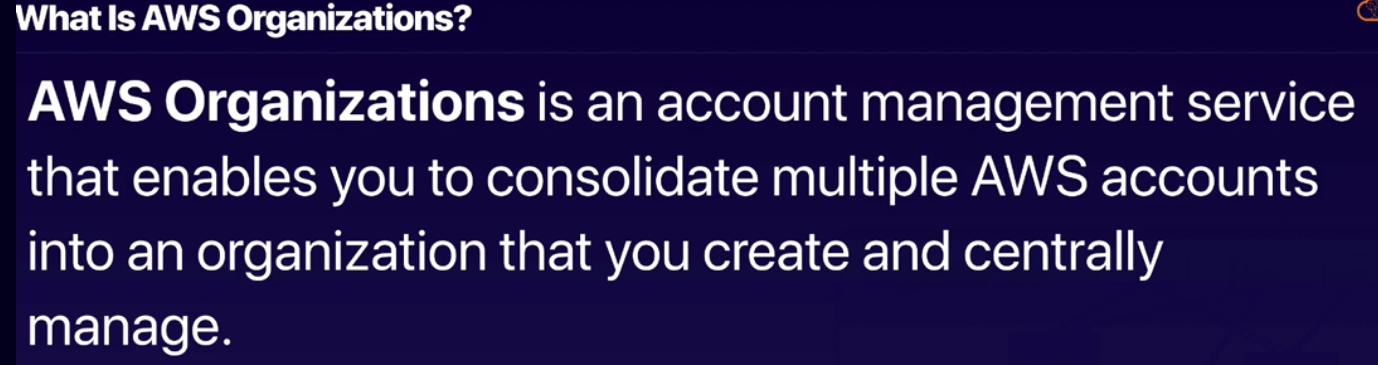 What Is AWS Organizations?
AWS Organizations is an account management service
that enables you to consolidate multiple AWS accounts
into an organization that you create and centrally
manage.